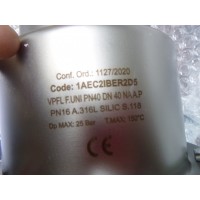 Conf. Ord.: 1127/2020
Code: 1AEC2IBER2D5
VPFL F.UNI PN40 DN 40 NA A.P
PN16 A.316L SILIC B.118
Do MAX: 25 Bar T.MAX: 150°C
CE